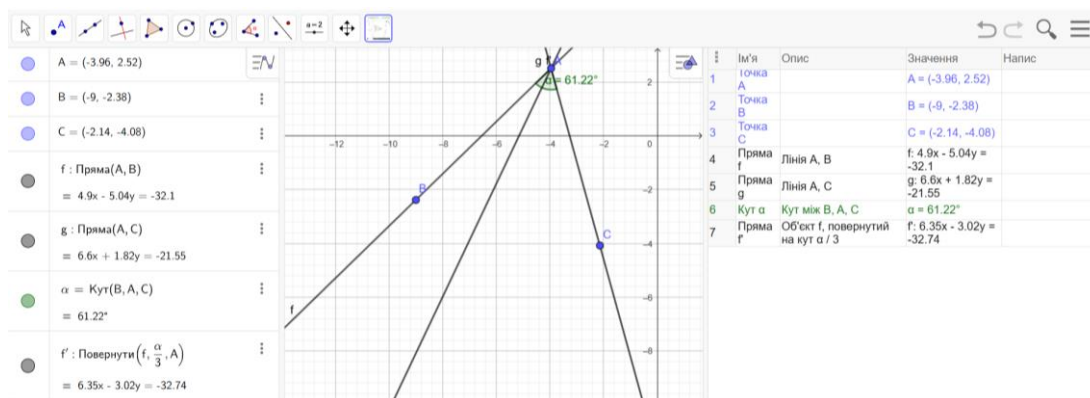 A = (-3.96, 2.52)
B = (-9, -2.38)
C = (-2.14, -4.08)
f : Пряма(A, B)
= 4.9x - 5.04y = -32.1
g : Пряма(A, C)
= 6.6x + 1.82y = -21.55
α = Кут(B, A, C)
= 61.22°
f′ : Повернути(f, α/3, A)
= 6.35x - 3.02y = -32.74
A
a=2
g
α = 61.22°
B
C
f
-12 -10 -8 -6 -4 -2 0
2
-2
-4
-6
-8
Ім'я Опис Значення Напис
1 Точка A A = (-3.96, 2.52)
2 Точка B B = (-9, -2.38)
3 Точка C C = (-2.14, -4.08)
4 Пряма f Лінія A, B f: 4.9x - 5.04y = -32.1
5 Пряма g Лінія A, C g: 6.6x + 1.82y = -21.55
6 Кут α Кут між B, A, C α = 61.22°
7 Пряма f' Об'єкт f, повернутий на кут α / 3 f': 6.35x - 3.02y = -32.74